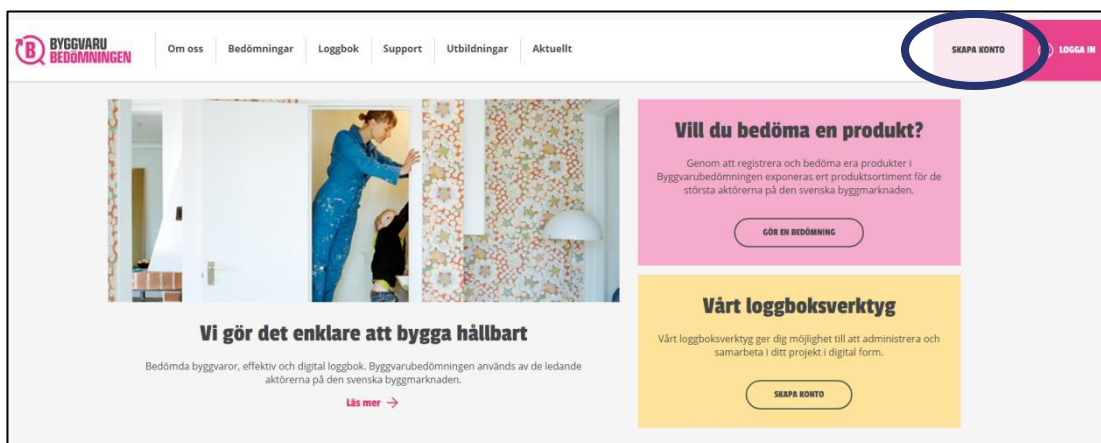 BYGGVARU
BEDÖMNINGEN
Om oss
Bedömningar
Loggbok
Support
Utbildningar
Aktuellt
SKAPA KONTO
LOGGA IN
Vi gör det enklare att bygga hållbart
Bedömda byggvaror, effektiv och digital loggbok. Byggvarubedömningen används av de ledande
aktörerna på den svenska byggmarknaden.
Läs mer
Vill du bedöma en produkt?
Genom att registrera och bedöma era produkter i
Byggvarubedömningen exponeras ert produktsortiment för de
största aktörerna på den svenska byggmarknaden.
GÖR EN BEDÖMNING
Vårt loggboksverktyg
Vårt loggboksverktyg ger dig möjlighet till att administrera och
samarbeta i ditt projekt i digital form.
SKAPA KONTO